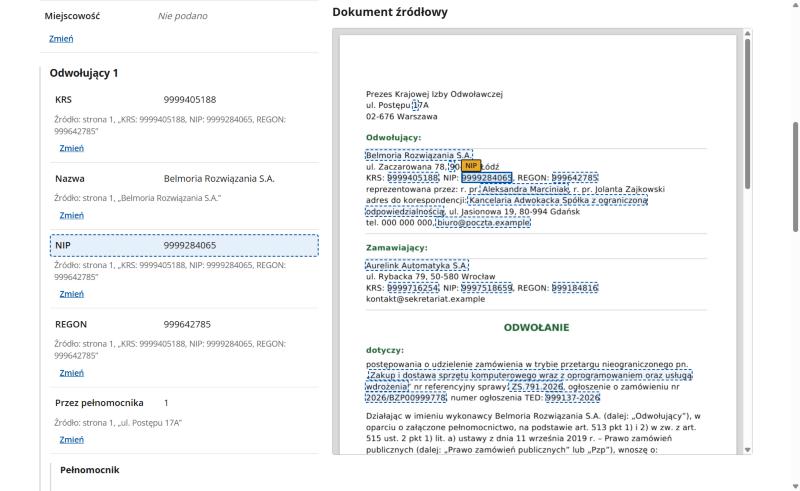 Miejscowość Nie podano
Zmień
Odwołujący 1
KRS 9999405188
Źródło: strona 1, „KRS: 9999405188, NIP: 9999284065, REGON:
999642785”
Zmień
Nazwa Belmoria Rozwiązania S.A.
Źródło: strona 1, „Belmoria Rozwiązania S.A.”
Zmień
NIP 9999284065
Źródło: strona 1, „KRS: 9999405188, NIP: 9999284065, REGON:
999642785”
Zmień
REGON 999642785
Źródło: strona 1, „KRS: 9999405188, NIP: 9999284065, REGON:
999642785”
Zmień
Przez pełnomocnika 1
Źródło: strona 1, „ul. Postępu 17A”
Zmień
Pełnomocnik
Dokument źródłowy
Prezes Krajowej Izby Odwoławczej
ul. Postępu 17A
02-676 Warszawa
Odwołujący:
Belmoria Rozwiązania S.A.
NIP
ul. Zaczarowana 78, Łódź
KRS: 9999405188, NIP: 9999284065, REGON: 999642785
reprezentowana przez: r. pr. Aleksandra Marciniak, r. pr. Jolanta Zajkowski
adres do korespondencji: Kancelaria Adwokacka Spółka z ograniczoną
odpowiedzialnością, ul. Jasionowa 19, 80-994 Gdańsk
tel. 000 000 000, biuro@poczta.example
Zamawiający:
Aurelink Automatyka S.A.
ul. Rybacka 79, 50-580 Wrocław
KRS: 9999716254, NIP: 9997518659, REGON: 999184816
kontakt@sekretariat.example
ODWOŁANIE
dotyczy:
postępowania o udzielenie zamówienia w trybie przetargu nieograniczonego pn.
„Zakup i dostawa sprzętu komputerowego wraz z oprogramowaniem oraz usługą
wdrożenia” nr referencyjny sprawy: ZS.791.2026, ogłoszenie o zamówieniu nr
2026/BZP00999778, numer ogłoszenia TED: 999137-2026
Działając w imieniu wykonawcy Belmoria Rozwiązania S.A. (dalej: „Odwołujący”), w
oparciu o załączone pełnomocnictwo, na podstawie art. 513 pkt 1) i 2) w zw. z art.
515 ust. 2 pkt 1) lit. a) ustawy z dnia 11 września 2019 r. – Prawo zamówień
publicznych (dalej: „Prawo zamówień publicznych” lub „Pzp”), wnoszę o: